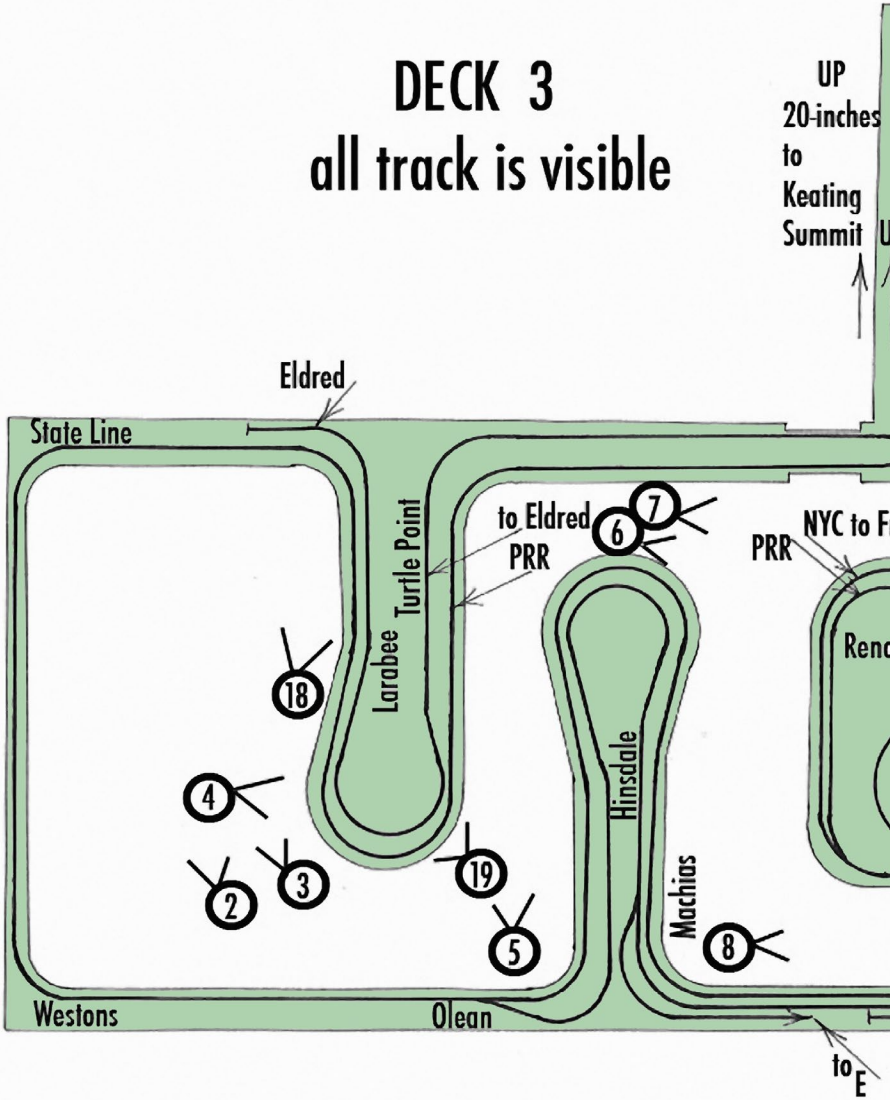 DECK 3
all track is visible
UP
20-inches
to
Keating
Summit
U
Eldred
State Line
Turtle Point
to Eldred
PRR
7
6
NYC to Fr
PRR
Larabee
Reno
18
4
Hinsdale
3
19
2
Machias
5
8
Westons
Olean
to E